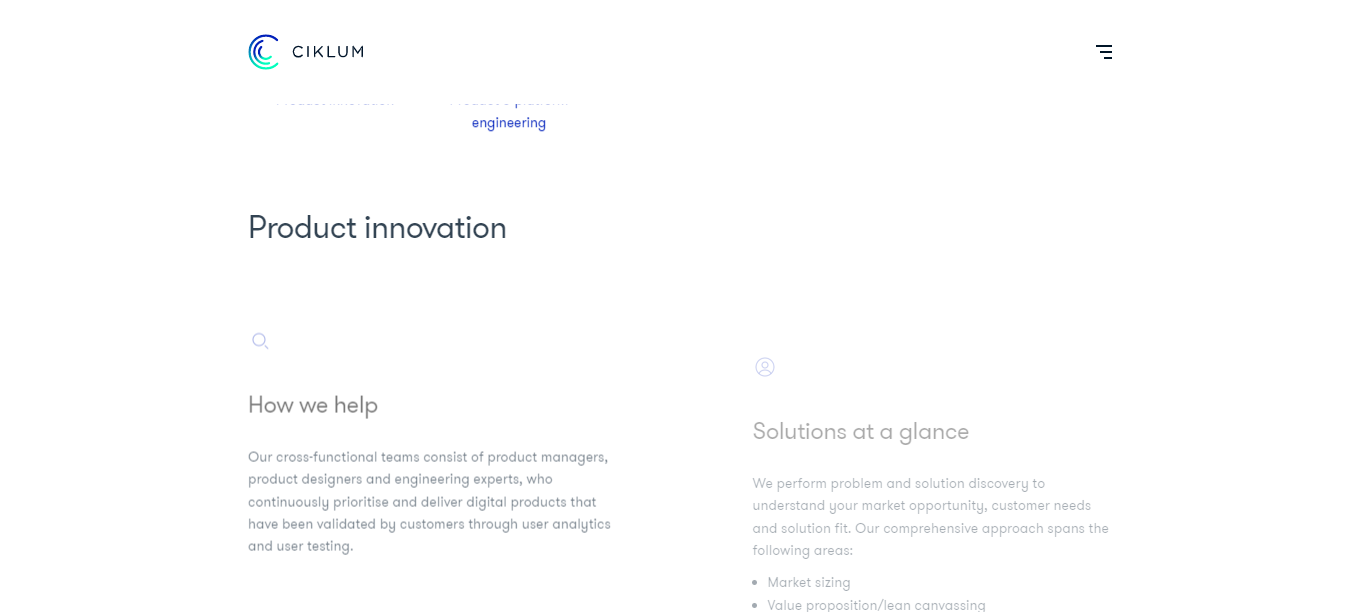 CIKLUM
Product innovation
Product & platform
engineering
Product innovation
How we help
Our cross-functional teams consist of product managers,
product designers and engineering experts, who
continuously prioritise and deliver digital products that
have been validated by customers through user analytics
and user testing.
Solutions at a glance
We perform problem and solution discovery to
understand your market opportunity, customer needs
and solution fit. Our comprehensive approach spans the
following areas:
Market sizing
Value proposition/lean canvassing